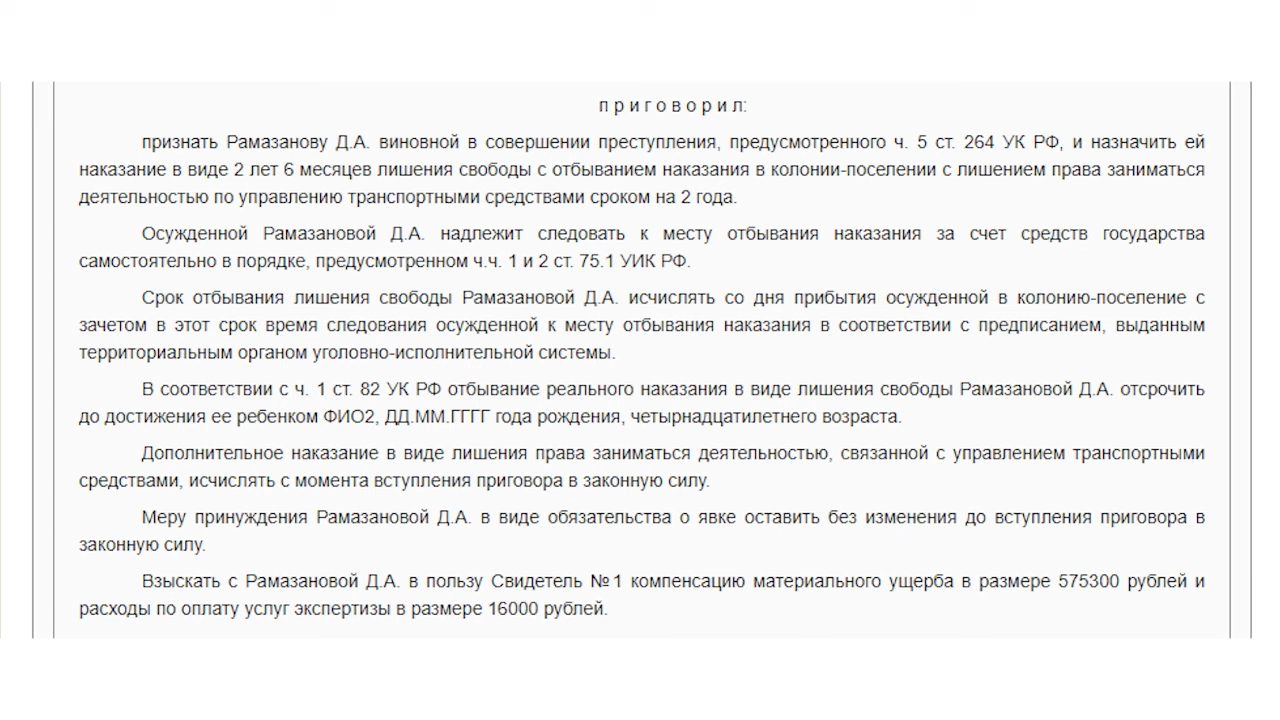 п р и г о в о р и л:
признать Рамазанову Д.А. виновной в совершении преступления, предусмотренного ч. 5 ст. 264 УК РФ, и назначить ей
наказание в виде 2 лет 6 месяцев лишения свободы с отбыванием наказания в колонии-поселении с лишением права заниматься
деятельностью по управлению транспортными средствами сроком на 2 года.
Осужденной Рамазановой Д.А. надлежит следовать к месту отбывания наказания за счет средств государства
самостоятельно в порядке, предусмотренном ч.ч. 1 и 2 ст. 75.1 УИК РФ.
Срок отбывания лишения свободы Рамазановой Д.А. исчислять со дня прибытия осужденной в колонию-поселение с
зачетом в этот срок время следования осужденной к месту отбывания наказания в соответствии с предписанием, выданным
территориальным органом уголовно-исполнительной системы.
В соответствии с ч. 1 ст. 82 УК РФ отбывание реального наказания в виде лишения свободы Рамазановой Д.А. отсрочить
до достижения ее ребенком ФИО2, ДД.ММ.ГГГГ года рождения, четырнадцатилетнего возраста.
Дополнительное наказание в виде лишения права заниматься деятельностью, связанной с управлением транспортными
средствами, исчислять с момента вступления приговора в законную силу.
Меру принуждения Рамазановой Д.А. в виде обязательства о явке оставить без изменения до вступления приговора в
законную силу.
Взыскать с Рамазановой Д.А. в пользу Свидетель №1 компенсацию материального ущерба в размере 575300 рублей и
расходы по оплату услуг экспертизы в размере 16000 рублей.